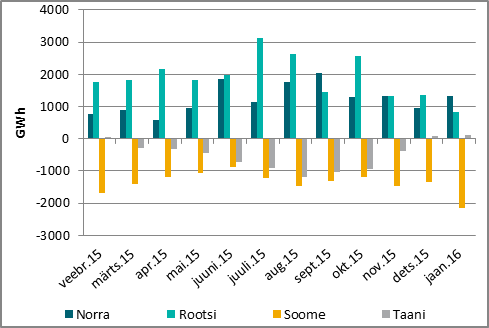 4000
3000
2000
1000
0
-1000
-2000
-3000
GWh
veebr.15 märts.15 apr.15 mai.15 juuni.15 juuli.15 aug.15 sept.15 okt.15 nov.15 dets.15 jaan.16
Norra Rootsi Soome Taani